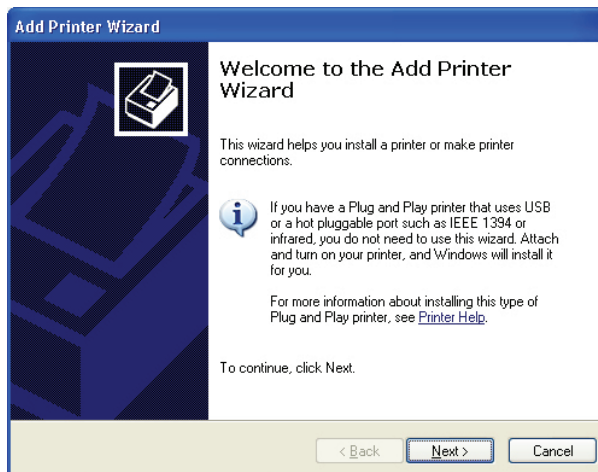 Add Printer Wizard
Welcome to the Add Printer
Wizard
This wizard helps you install a printer or make printer
connections.
If you have a Plug and Play printer that uses USB
or a hot pluggable port such as IEEE 1394 or
infrared, you do not need to use this wizard. Attach
and turn on your printer, and Windows will install it
for you.
For more information about installing this type of
Plug and Play printer, see Printer Help.
To continue, click Next.
< Back Next > Cancel